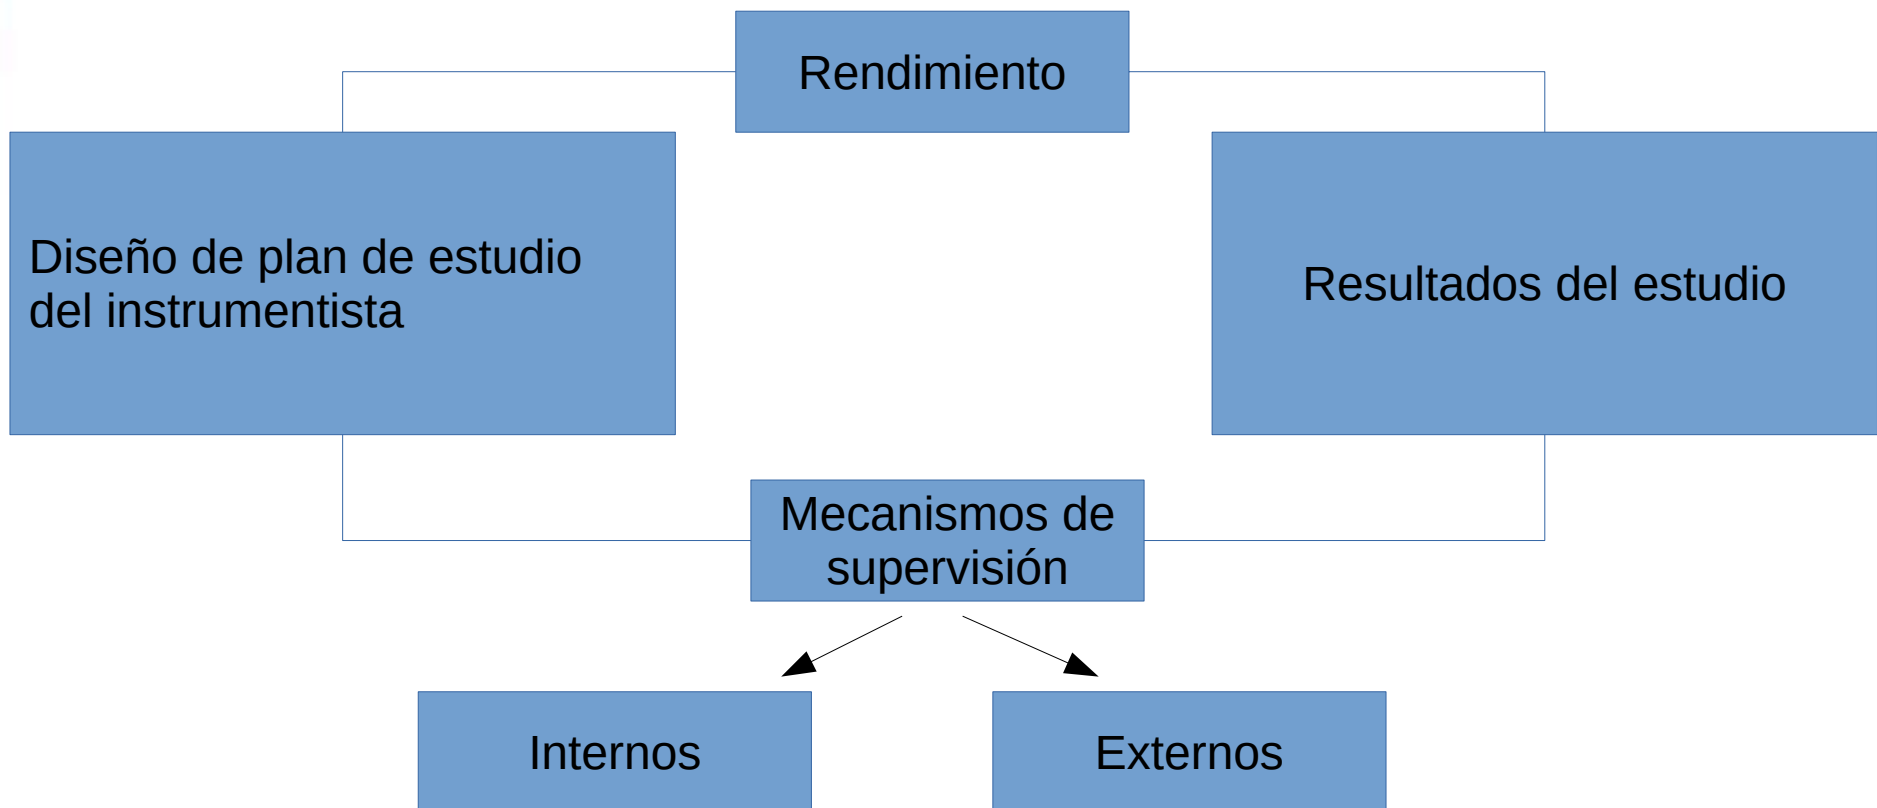 Rendimiento
Diseño de plan de estudio
del instrumentista
Resultados del estudio
Mecanismos de
supervisión
Internos
Externos